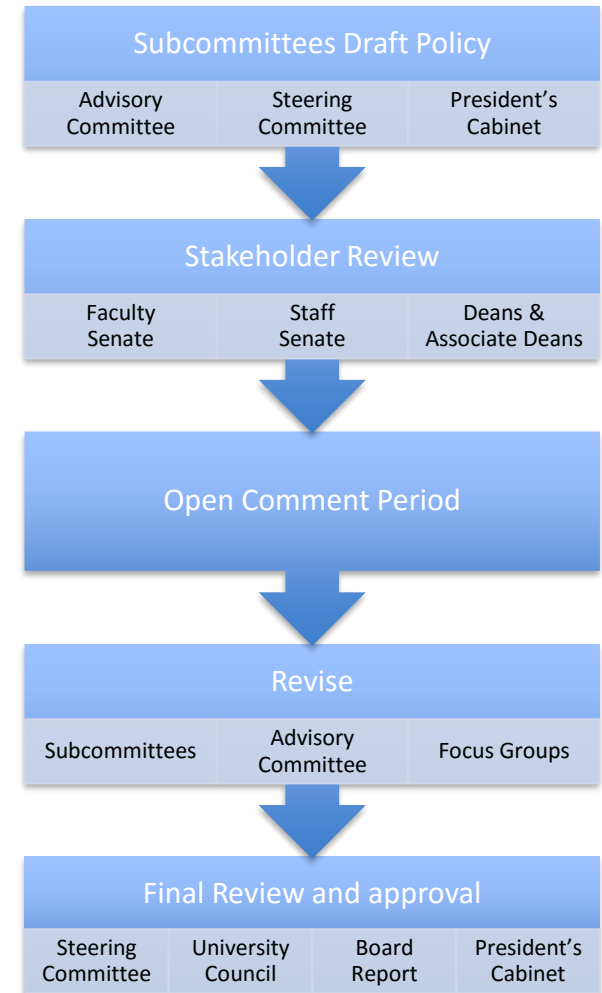 Subcommittees Draft Policy
Advisory
Committee
Steering
Committee
President’s
Cabinet
Stakeholder Review
Faculty
Senate
Staff
Senate
Deans &
Associate Deans
Open Comment Period
Revise
Subcommittees
Advisory
Committee
Focus Groups
Final Review and approval
Steering
Committee
University
Council
Board
Report
President’s
Cabinet